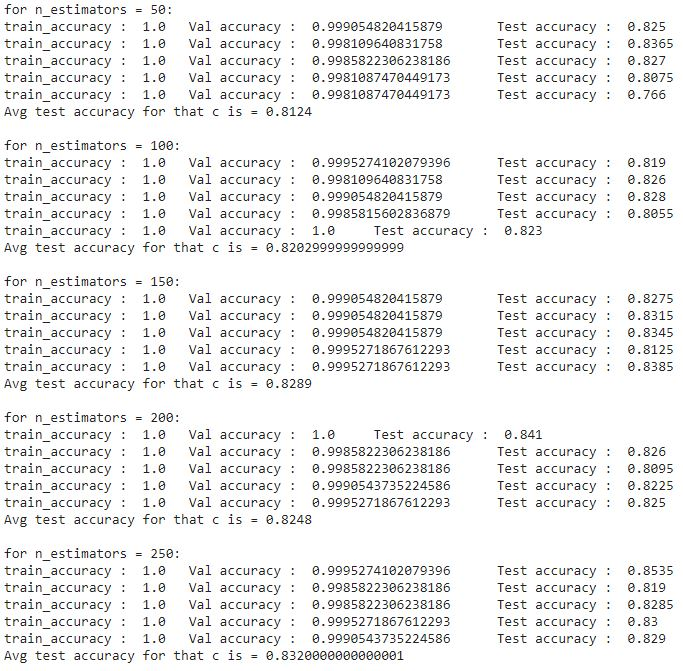 for n_estimators = 50:
train_accuracy :  1.0   Val accuracy :  0.999054820415879       Test accuracy :  0.825
train_accuracy :  1.0   Val accuracy :  0.998109640831758       Test accuracy :  0.8365
train_accuracy :  1.0   Val accuracy :  0.9985822306238186      Test accuracy :  0.827
train_accuracy :  1.0   Val accuracy :  0.9981087470449173      Test accuracy :  0.8075
train_accuracy :  1.0   Val accuracy :  0.9981087470449173      Test accuracy :  0.766
Avg test accuracy for that c is = 0.8124
for n_estimators = 100:
train_accuracy :  1.0   Val accuracy :  0.9995274102079396      Test accuracy :  0.819
train_accuracy :  1.0   Val accuracy :  0.998109640831758       Test accuracy :  0.826
train_accuracy :  1.0   Val accuracy :  0.999054820415879       Test accuracy :  0.828
train_accuracy :  1.0   Val accuracy :  0.9985815602836879      Test accuracy :  0.8055
train_accuracy :  1.0   Val accuracy :  1.0     Test accuracy :  0.823
Avg test accuracy for that c is = 0.8202999999999999
for n_estimators = 150:
train_accuracy :  1.0   Val accuracy :  0.999054820415879       Test accuracy :  0.8275
train_accuracy :  1.0   Val accuracy :  0.999054820415879       Test accuracy :  0.8315
train_accuracy :  1.0   Val accuracy :  0.999054820415879       Test accuracy :  0.8345
train_accuracy :  1.0   Val accuracy :  0.9995271867612293      Test accuracy :  0.8125
train_accuracy :  1.0   Val accuracy :  0.9995271867612293      Test accuracy :  0.8385
Avg test accuracy for that c is = 0.8289
for n_estimators = 200:
train_accuracy :  1.0   Val accuracy :  1.0     Test accuracy :  0.841
train_accuracy :  1.0   Val accuracy :  0.9985822306238186      Test accuracy :  0.826
train_accuracy :  1.0   Val accuracy :  0.9985822306238186      Test accuracy :  0.8095
train_accuracy :  1.0   Val accuracy :  0.9990543735224586      Test accuracy :  0.8225
train_accuracy :  1.0   Val accuracy :  0.9995271867612293      Test accuracy :  0.825
Avg test accuracy for that c is = 0.8248
for n_estimators = 250:
train_accuracy :  1.0   Val accuracy :  0.9995274102079396      Test accuracy :  0.8535
train_accuracy :  1.0   Val accuracy :  0.9985822306238186      Test accuracy :  0.819
train_accuracy :  1.0   Val accuracy :  0.9985822306238186      Test accuracy :  0.8285
train_accuracy :  1.0   Val accuracy :  0.9995271867612293      Test accuracy :  0.83
train_accuracy :  1.0   Val accuracy :  0.9990543735224586      Test accuracy :  0.829
Avg test accuracy for that c is = 0.8320000000000001